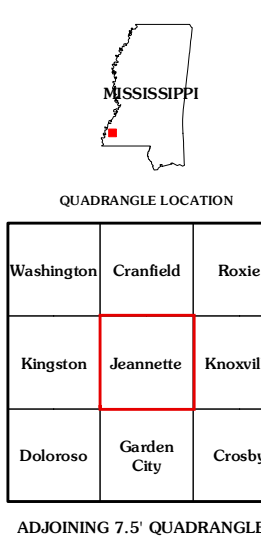 MISSISSIPPI
QUADRANGLE LOCATION
Washington Cranfield Roxie
Kingston Jeannette Knoxvil
Doloroso Garden City Crosby
ADJOINING 7.5' QUADRANGLE